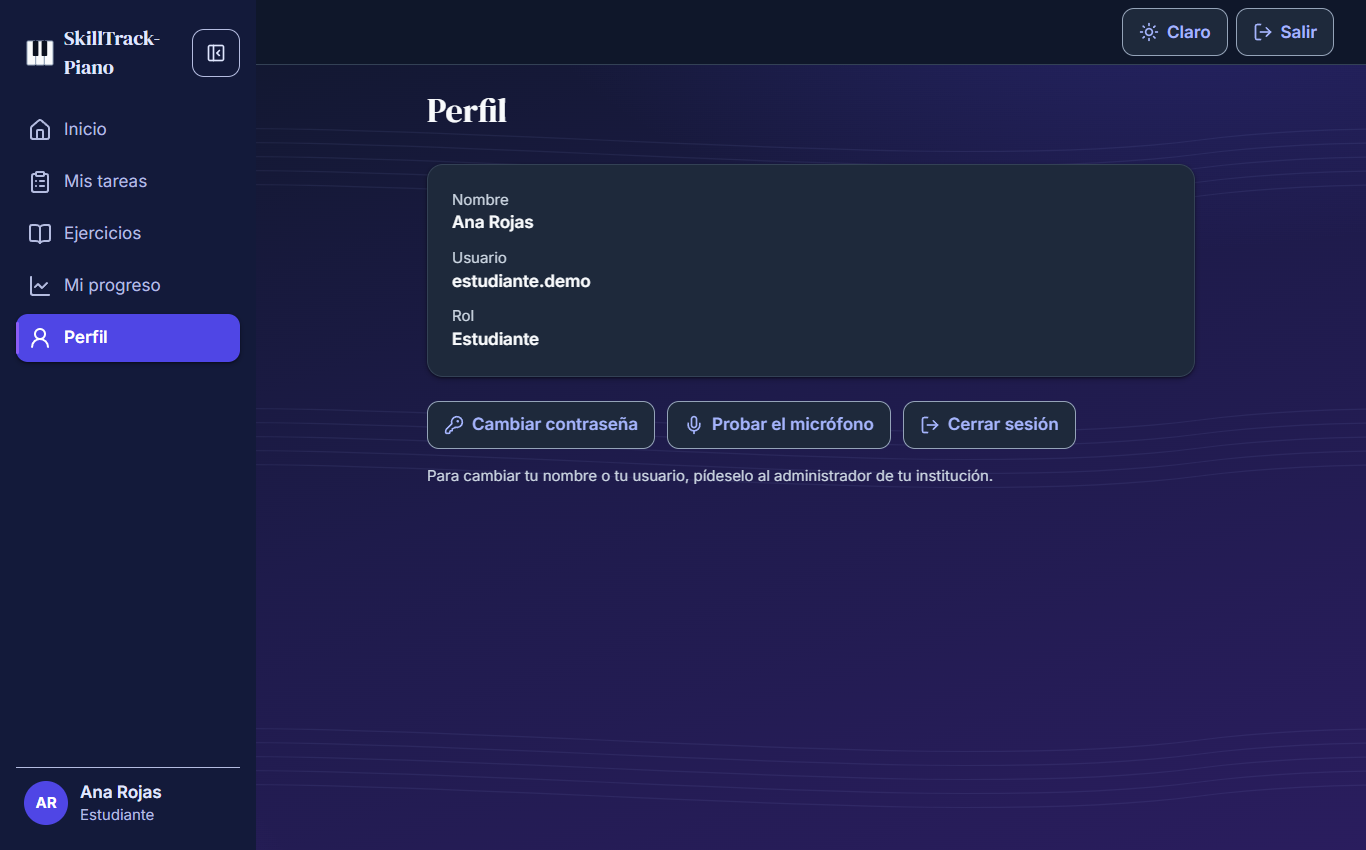 SkillTrack-
Piano
Claro
Salir
Inicio
Mis tareas
Ejercicios
Mi progreso
Perfil
Perfil
Nombre
Ana Rojas
Usuario
estudiante.demo
Rol
Estudiante
Cambiar contraseña
Probar el micrófono
Cerrar sesión
Para cambiar tu nombre o tu usuario, pídeselo al administrador de tu institución.
AR
Ana Rojas
Estudiante